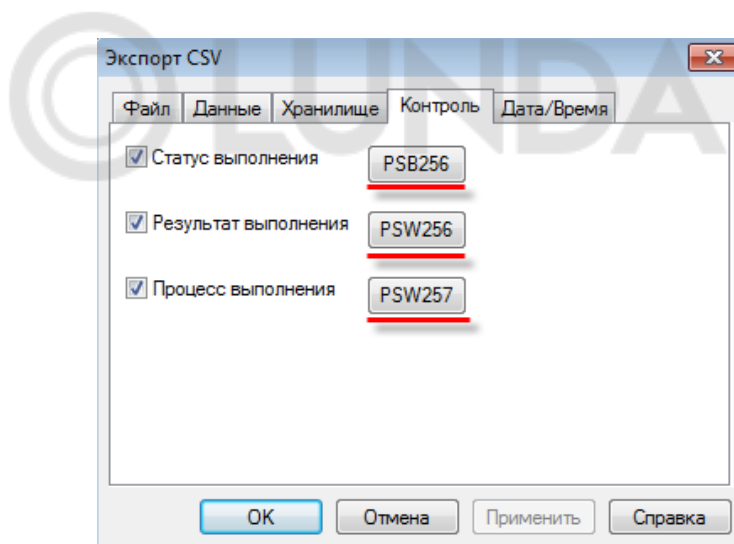 LUNDA
Экспорт CSV
Файл Данные Хранилище Контроль Дата/Время
Статус выполнения PSB256
Результат выполнения PSW256
Процесс выполнения PSW257
OK Отмена Применить Справка